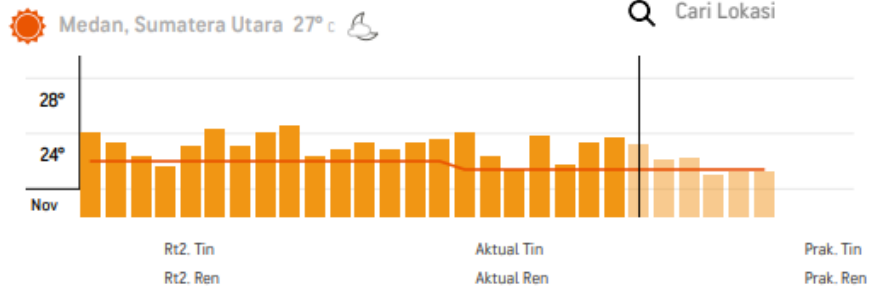 Medan, Sumatera Utara 27° c
Cari Lokasi
28°
24°
Nov
Rt2. Tin Aktual Tin Prak. Tin
Rt2. Ren Aktual Ren Prak. Ren